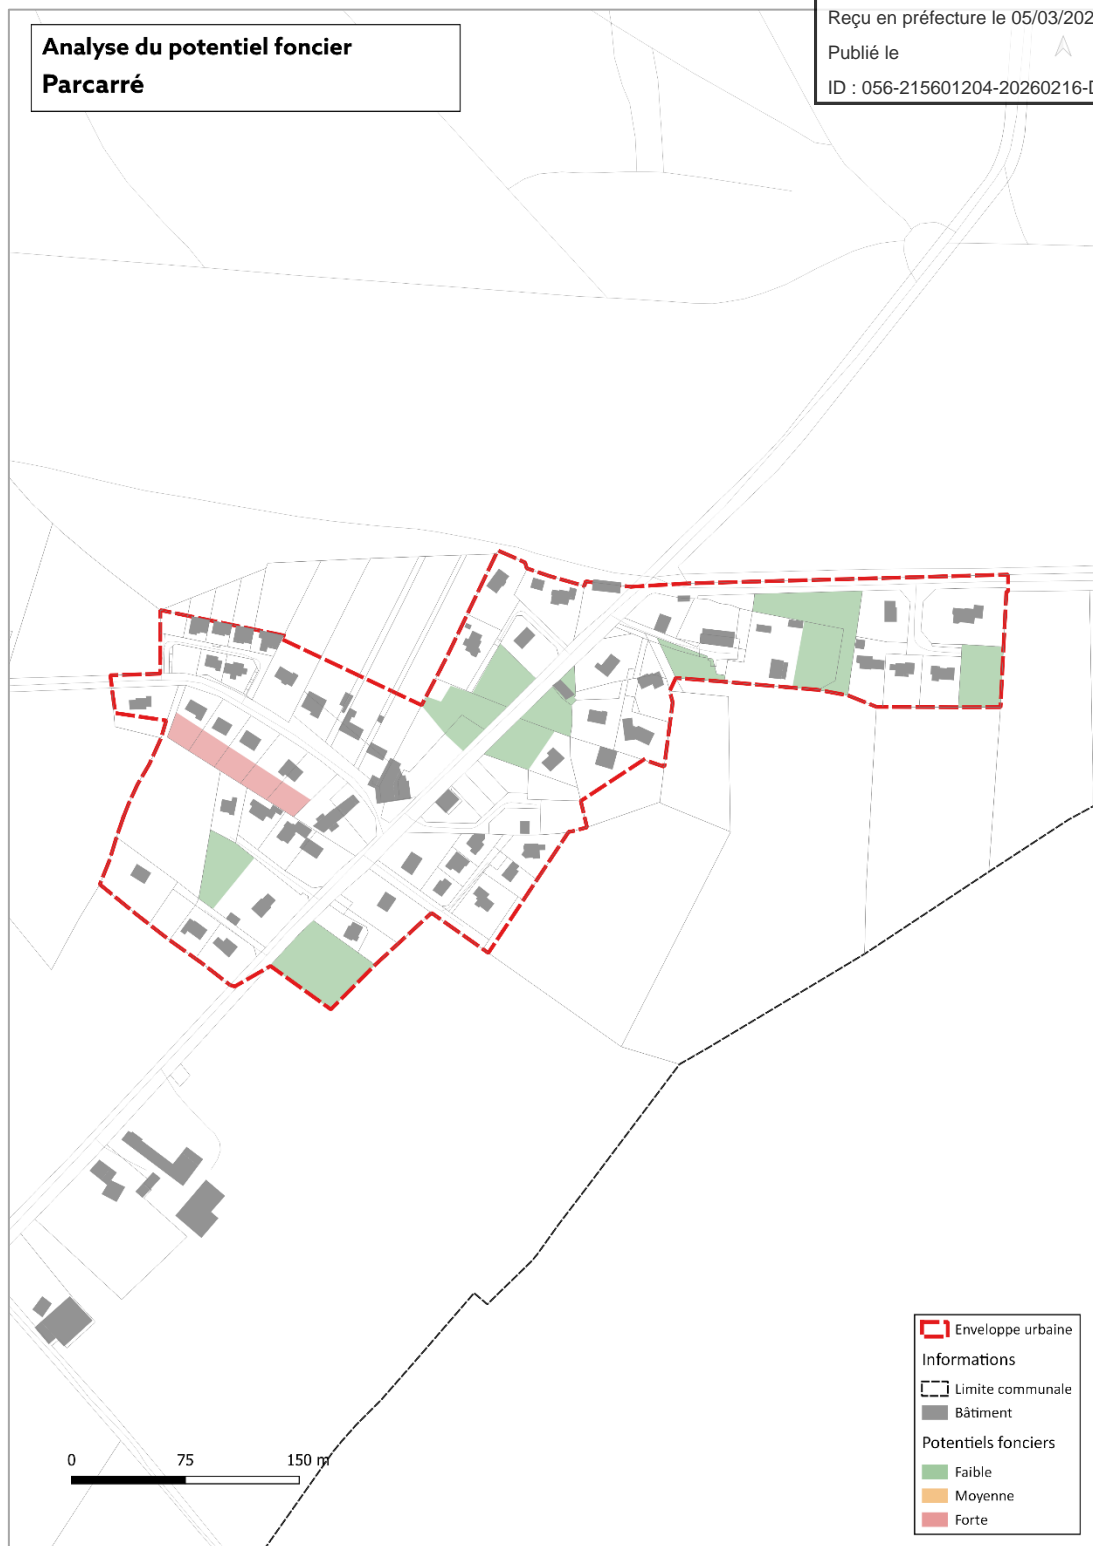 Analyse du potentiel foncier
Parcarré
Reçu en préfecture le 05/03/202
Publié le
ID : 056-215601204-20260216-D
0 75 150 m
Enveloppe urbaine
Informations
Limite communale
Bâtiment
Potentiels fonciers
Faible
Moyenne
Forte